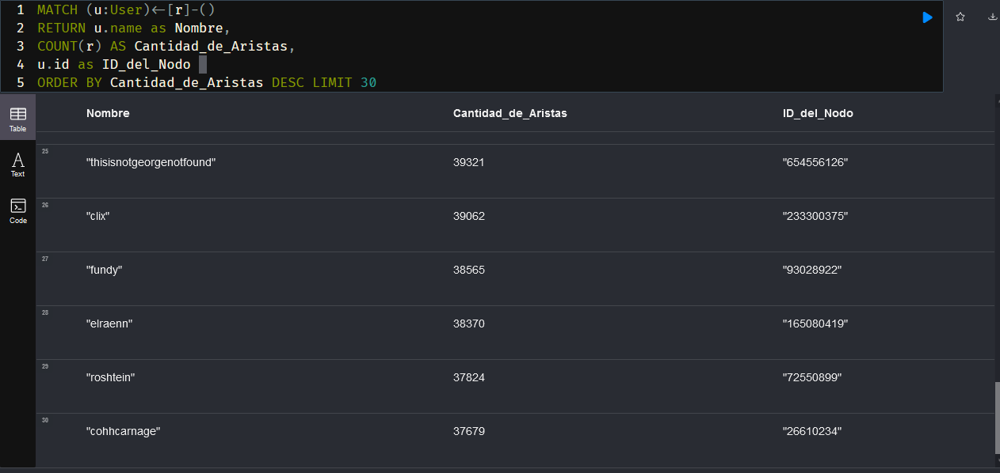 1 MATCH (u:User)<-[r]-()
2 RETURN u.name as Nombre,
3 COUNT(r) AS Cantidad_de_Aristas,
4 u.id as ID_del_Nodo
5 ORDER BY Cantidad_de_Aristas DESC LIMIT 30
Table
Text
Code
Nombre Cantidad_de_Aristas ID_del_Nodo
25 "thisisnotgeorgenotfound" 39321 "654556126"
26 "clix" 39062 "233300375"
27 "fundy" 38565 "93028922"
28 "elraenn" 38370 "165080419"
29 "roshtein" 37824 "72550899"
30 "cohhcarnage" 37679 "26610234"